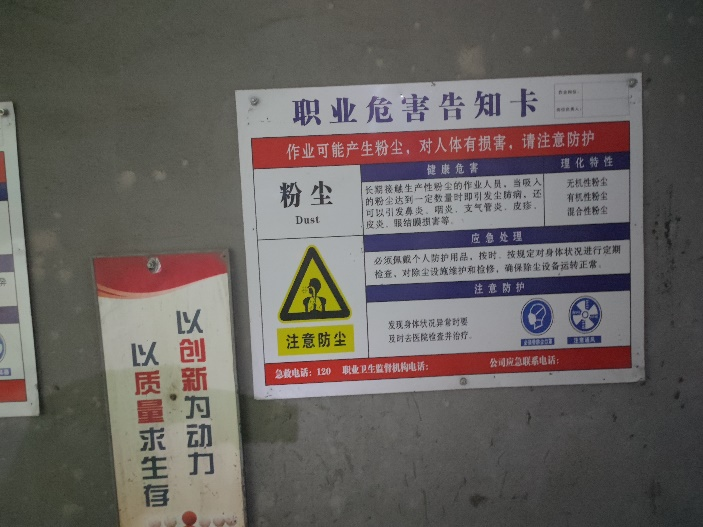 职业危害告知卡
作业可能产生粉尘，对人体有损害，请注意防护
粉尘
Dust
健康危害
长期接触生产性粉尘的作业人员，当吸入
的粉尘达到一定数量时即引发尘肺病，还
可以引发鼻炎、咽炎、支气管炎、皮疹、
皮炎、眼结膜损害等。
理化特性
无机性粉尘
有机性粉尘
混合性粉尘
应急处理
必须佩戴个人防护用品，按时、按规定对身体状况进行定期
检查，对除尘设施维护和检修，确保除尘设备运转正常。
注意防尘
注意防护
发现身体状况异常时要
及时去医院检查并治疗。
注意通风
急救电话：120 职业卫生监督机构电话： 公司应急联系电话：
以创新为动力
以质量求生存